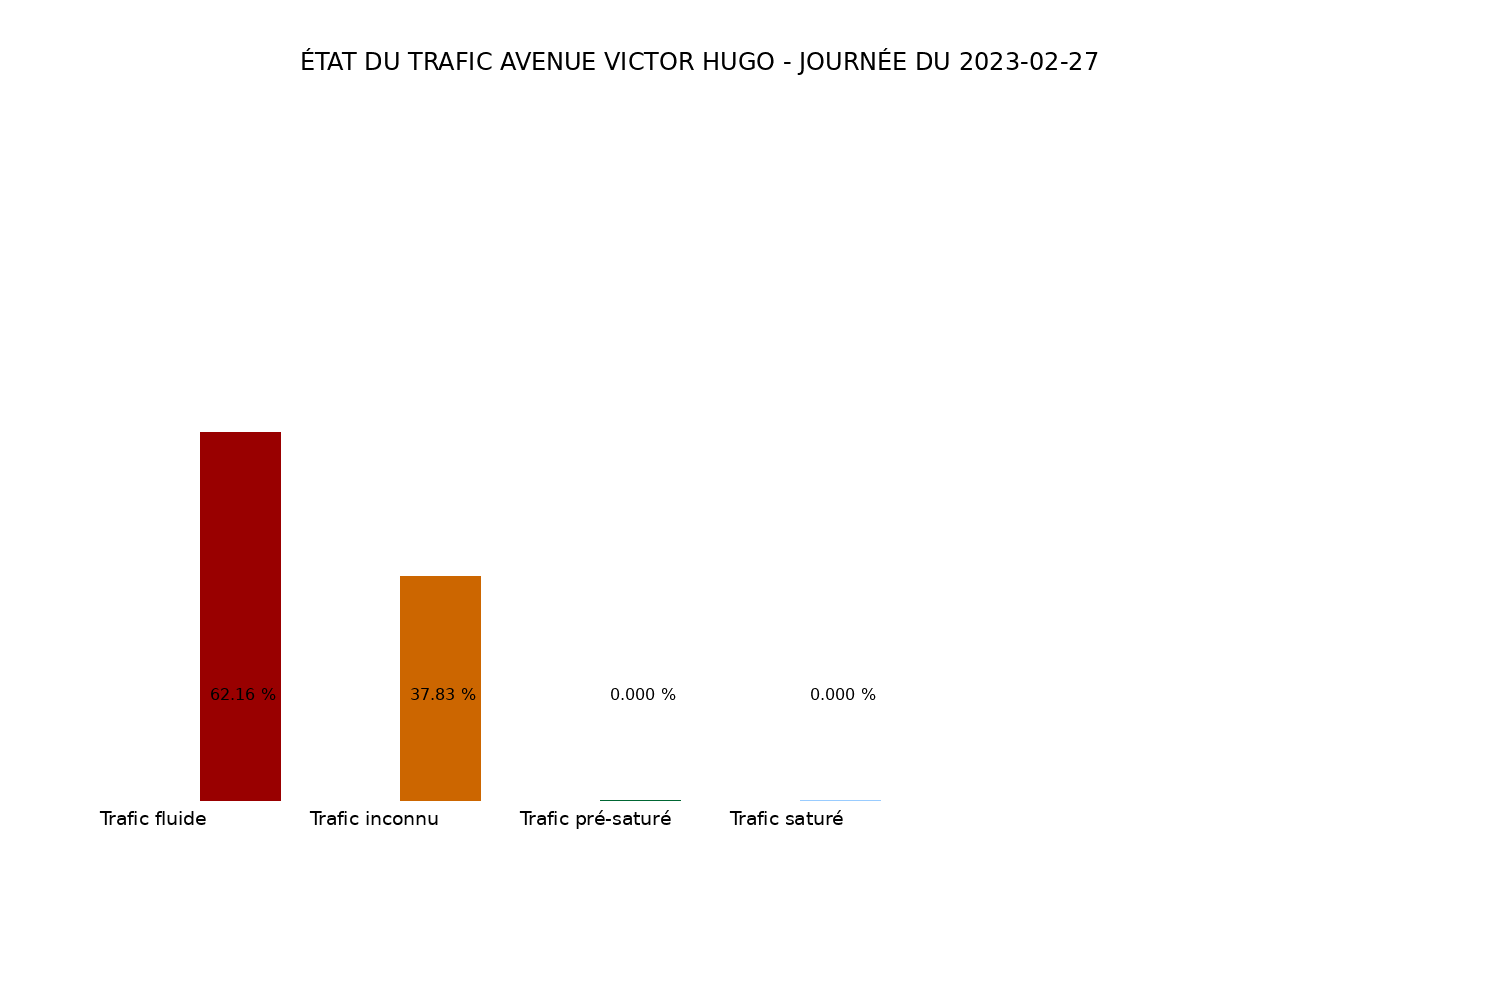 ÉTAT DU TRAFIC AVENUE VICTOR HUGO - JOURNÉE DU 2023-02-27
62.16 % 37.83 % 0.000 % 0.000 %
Trafic fluide Trafic inconnu Trafic pré-saturé Trafic saturé